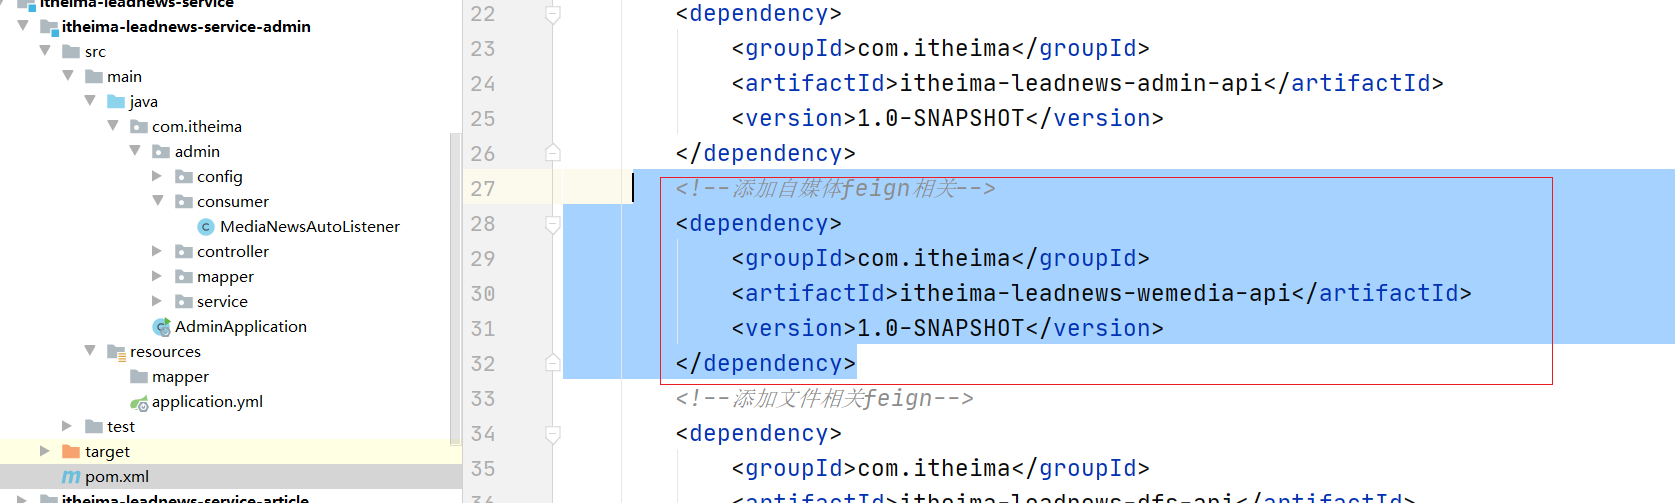 itheima-leadnews-service
itheima-leadnews-service-admin
src
main
java
com.itheima
admin
config
consumer
MediaNewsAutoListener
controller
mapper
service
AdminApplication
resources
mapper
application.yml
test
target
pom.xml
itheima-leadnews-service-article
22 <dependency>
23 <groupId>com.itheima</groupId>
24 <artifactId>itheima-leadnews-admin-api</artifactId>
25 <version>1.0-SNAPSHOT</version>
26 </dependency>
27 <!--添加自媒体feign相关-->
28 <dependency>
29 <groupId>com.itheima</groupId>
30 <artifactId>itheima-leadnews-wemedia-api</artifactId>
31 <version>1.0-SNAPSHOT</version>
32 </dependency>
33 <!--添加文件相关feign-->
34 <dependency>
35 <groupId>com.itheima</groupId>
36 <artifactId>itheima-leadnews-dfs-api</artifactId>